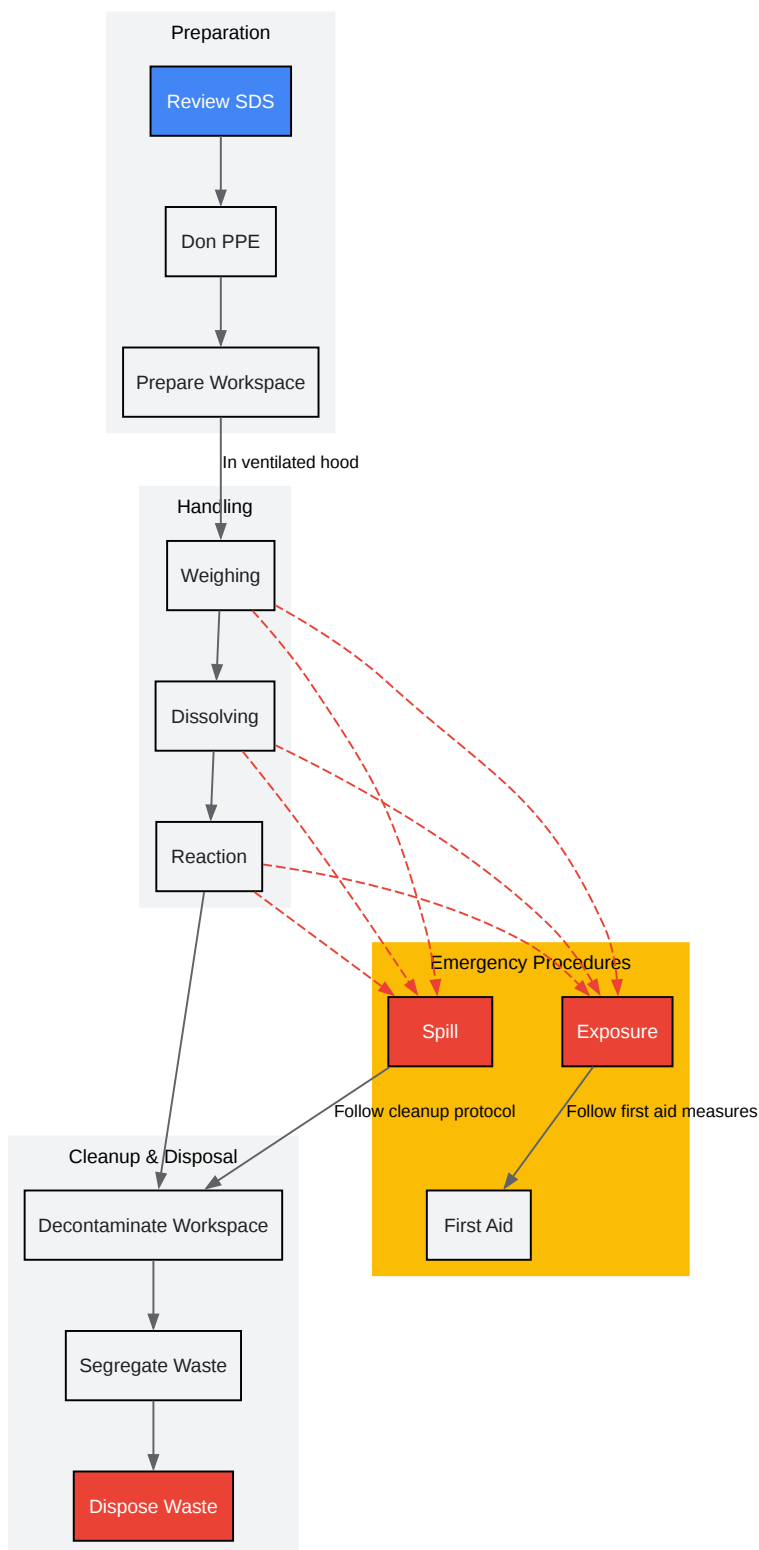 Preparation
Review SDS
Don PPE
Prepare Workspace
In ventilated hood
Handling
Weighing
Dissolving
Reaction
Emergency Procedures
Spill
Exposure
Follow cleanup protocol
Follow first aid measures
Cleanup & Disposal
Decontaminate Workspace
First Aid
Segregate Waste
Dispose Waste